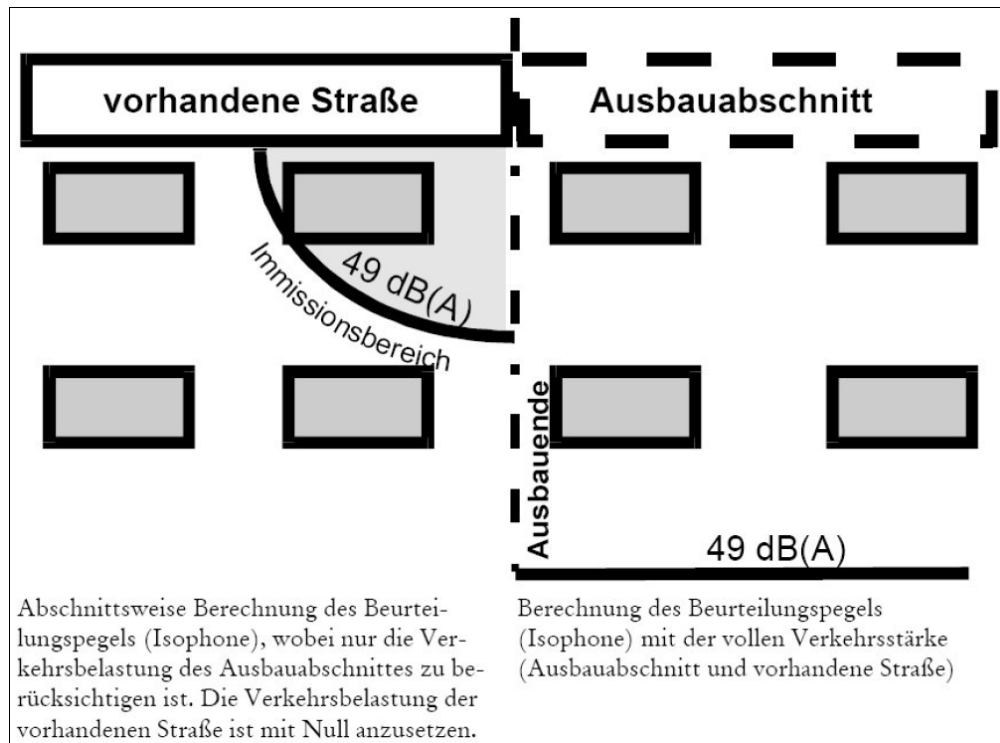 vorhandene Straße
Ausbauabschnitt
49 dB(A)
Immissionsbereich
Ausbauende
49 dB(A)
Abschnittsweise Berechnung des Beurtei-
lungspegels (Isophone), wobei nur die Ver-
kehrsbelastung des Ausbauabschnittes zu be-
rücksichtigen ist. Die Verkehrsbelastung der
vorhandenen Straße ist mit Null anzusetzen.
Berechnung des Beurteilungspegels
(Isophone) mit der vollen Verkehrsstärke
(Ausbauabschnitt und vorhandene Straße)